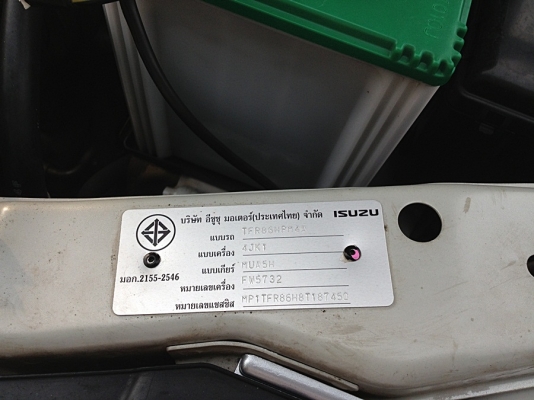 บริษัท อีซูซุ มอเตอร์(ประเทศไทย) จำกัด ISUZU
แบบรถ
แบบเครื่อง 4JK1
แบบเกียร์ MUA5H
มอก.2155-2546
หมายเลขเครื่อง FW5732
หมายเลขแชสซีส